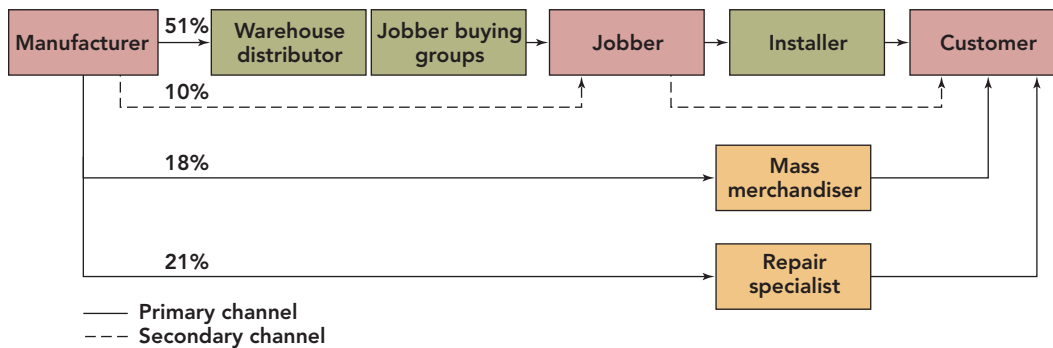 51%
Manufacturer
Warehouse
distributor
Jobber buying
groups
Jobber
Installer
Customer
10%
18%
Mass
merchandiser
21%
Repair
specialist
Primary channel
Secondary channel